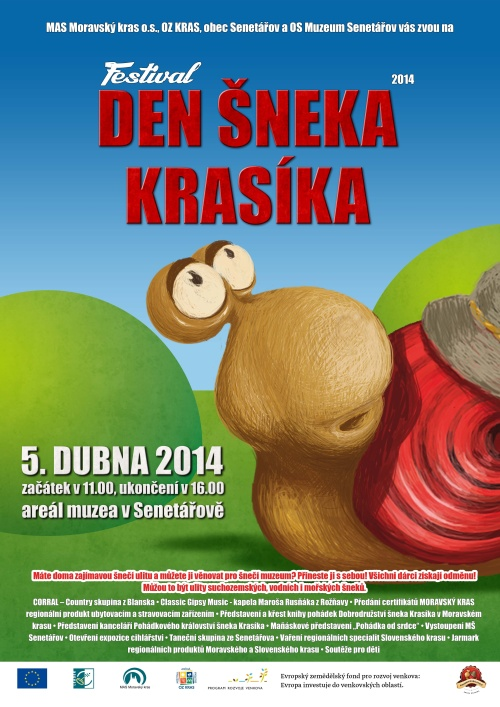 MAS Moravský kras o.s., OZ KRAS, obec Senetářov a OS Muzeum Senetářov vás zvou na
Festival
2014
DEN ŠNEKA
KRASÍKA
5. DUBNA 2014
začátek v 11.00, ukončení v 16.00
areál muzea v Senetářově
Máte doma zajímavou šnečí ulitu a můžete ji věnovat pro šnečí muzeum? Přineste ji s sebou! Všichni dárci získají odměnu!
Můžou to být ulity suchozemských, vodních i mořských šneků.
CORRAL – Country skupina z Blanska • Classic Gipsy Music - kapela Maroša Rusňáka z Rožňavy • Předání certifikátů MORAVSKÝ KRAS
regionální produkt ubytovacím a stravovacím zařízením • Představení a křest knihy pohádek Dobrodružství šneka Krasíka v Moravském
krasu • Představení kanceláří Pohádkového království šneka Krasíka • Maňáskové představení „Pohádka od srdce“ • Vystoupení MŠ
Senetářov • Otevření expozice cihlářství • Taneční skupina ze Senetářova • Vaření regionálních specialit Slovenského krasu • Jarmark
regionálních produktů Moravského a Slovenského krasu • Soutěže pro děti
MAS Moravský kras
OZ KRAS
PROGRAM ROZVOJE VENKOVA
Evropský zemědělský fond pro rozvoj venkova:
Evropa investuje do venkovských oblastí.